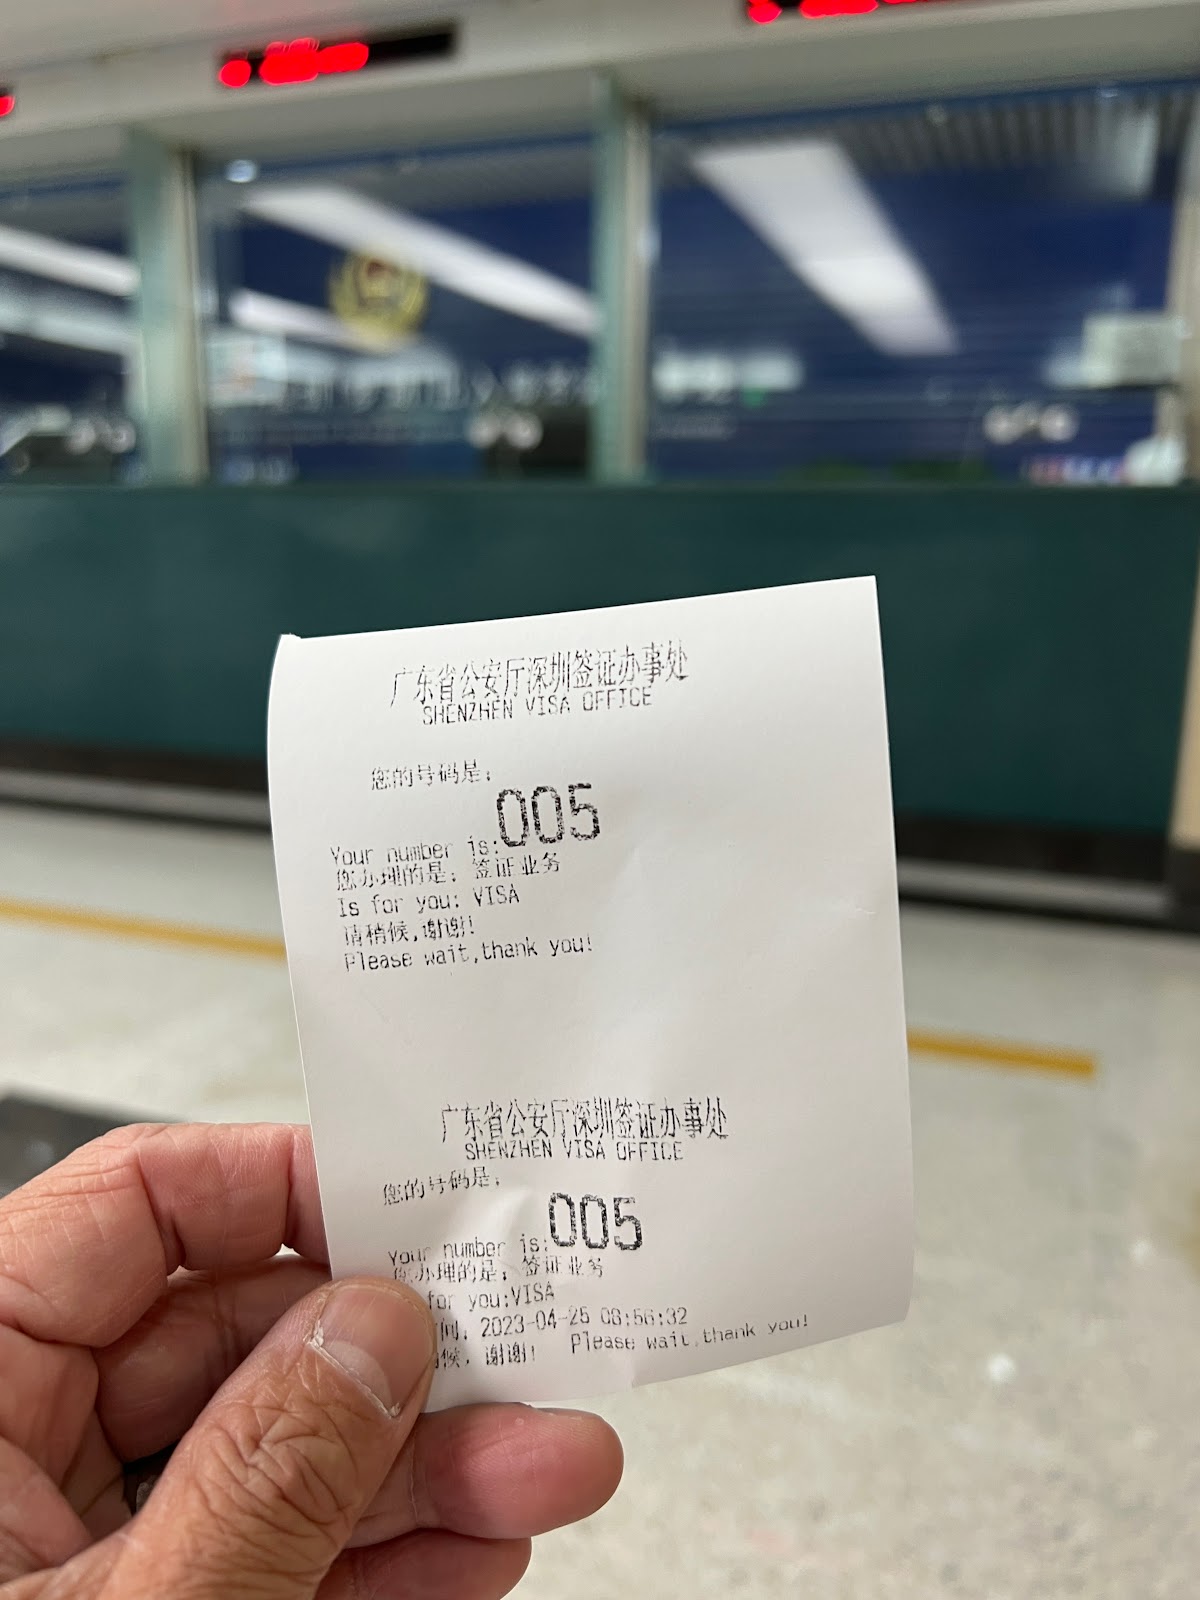 广东省公安厅深圳签证办事处
SHENZHEN VISA OFFICE
您的号码是:
Your number is:005
您办理的是: 签证业务
Is for you: VISA
请稍候,谢谢!
Please wait,thank you!
广东省公安厅深圳签证办事处
SHENZHEN VISA OFFICE
您的号码是:
Your number is:005
您办理的是: 签证业务
for you:VISA
间: 2023-04-25 08:56:32
候, 谢谢! Please wait,thank you!